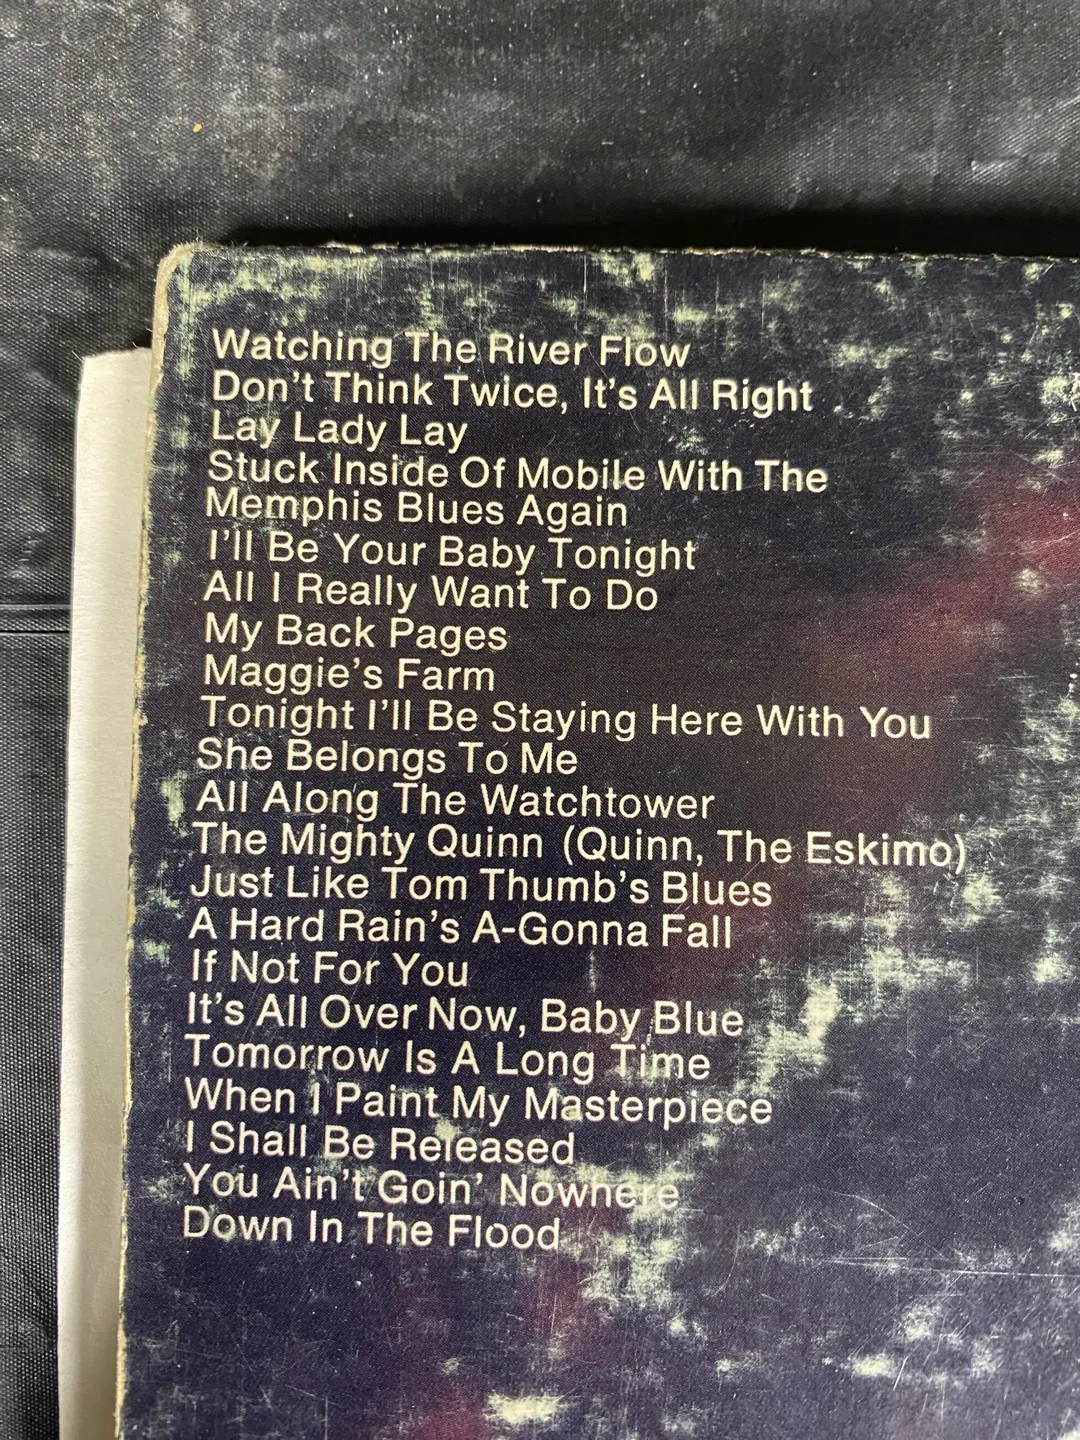 Watching The River Flow
Don't Think Twice, It's All Right
Lay Lady Lay
Stuck Inside Of Mobile With The
Memphis Blues Again
I'll Be Your Baby Tonight
All I Really Want To Do
My Back Pages
Maggie's Farm
Tonight I'll Be Staying Here With You
She Belongs To Me
All Along The Watchtower
The Mighty Quinn (Quinn, The Eskimo)
Just Like Tom Thumb's Blues
A Hard Rain's A-Gonna Fall
If Not For You
It's All Over Now, Baby Blue
Tomorrow Is A Long Time
When I Paint My Masterpiece
I Shall Be Released
You Ain't Goin' Nowhere
Down In The Flood